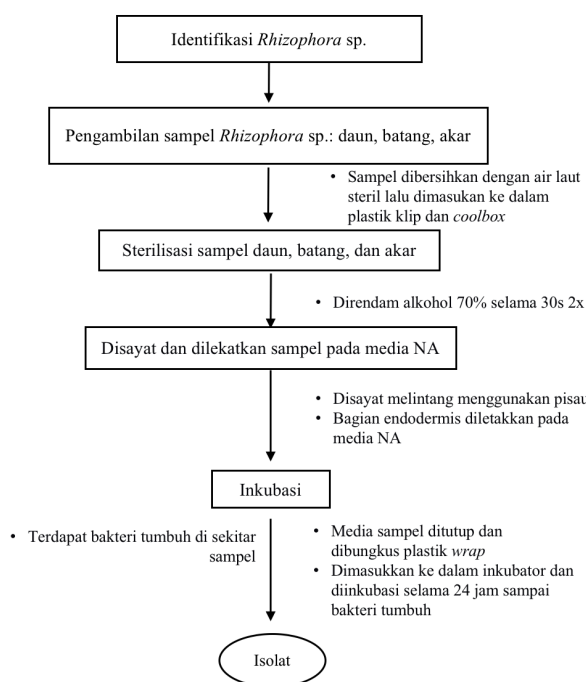 Identifikasi Rhizophora sp.
Pengambilan sampel Rhizophora sp.: daun, batang, akar
• Sampel dibersihkan dengan air laut
steril lalu dimasukan ke dalam
plastik klip dan coolbox
Sterilisasi sampel daun, batang, dan akar
• Direndam alkohol 70% selama 30s 2x
Disayat dan dilekatkan sampel pada media NA
• Disayat melintang menggunakan pisau
• Bagian endodermis diletakkan pada
media NA
Inkubasi
• Terdapat bakteri tumbuh di sekitar
sampel
• Media sampel ditutup dan
dibungkus plastik wrap
• Dimasukkan ke dalam inkubator dan
diinkubasi selama 24 jam sampai
bakteri tumbuh
Isolat